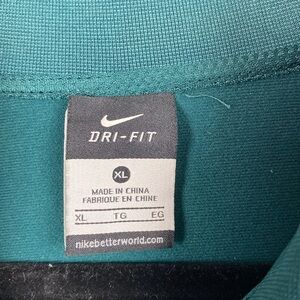 DRI-FIT
XL
MADE IN CHINA
FABRIQUÉ EN CHINE
XL TG EG
nikebetterworld.com